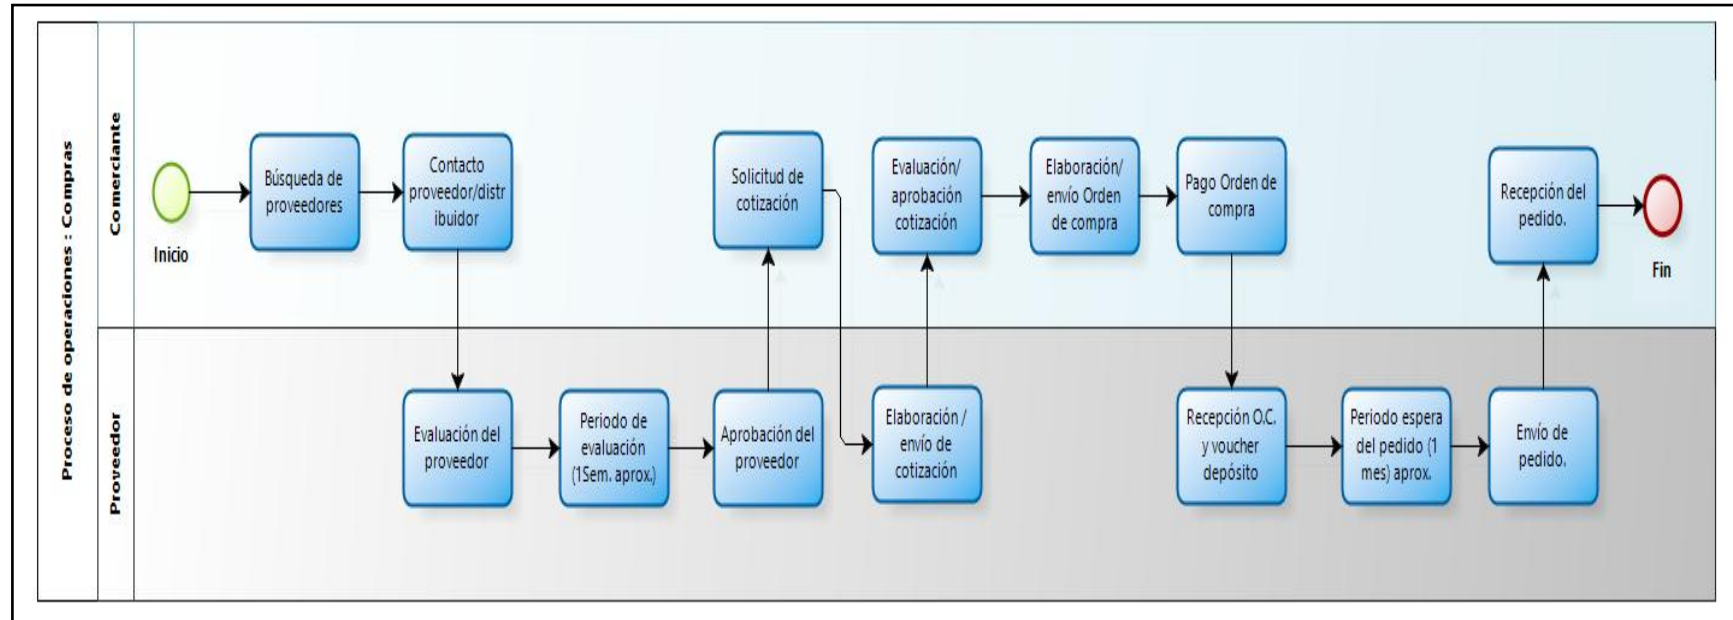 Proceso de operaciones : Compras
Comerciante
Inicio
Búsqueda de
proveedores
Contacto
proveedor/distr
ibuidor
Solicitud de
cotización
Evaluación/
aprobación
cotización
Elaboración/
envío Orden
de compra
Pago Orden de
compra
Recepción del
pedido.
Fin
Proveedor
Evaluación del
proveedor
Periodo de
evaluación
(1Sem. aprox.)
Aprobación del
proveedor
Elaboración /
envío de
cotización
Recepción O.C.
y voucher
depósito
Periodo espera
del pedido (1
mes) aprox.
Envío de
pedido.